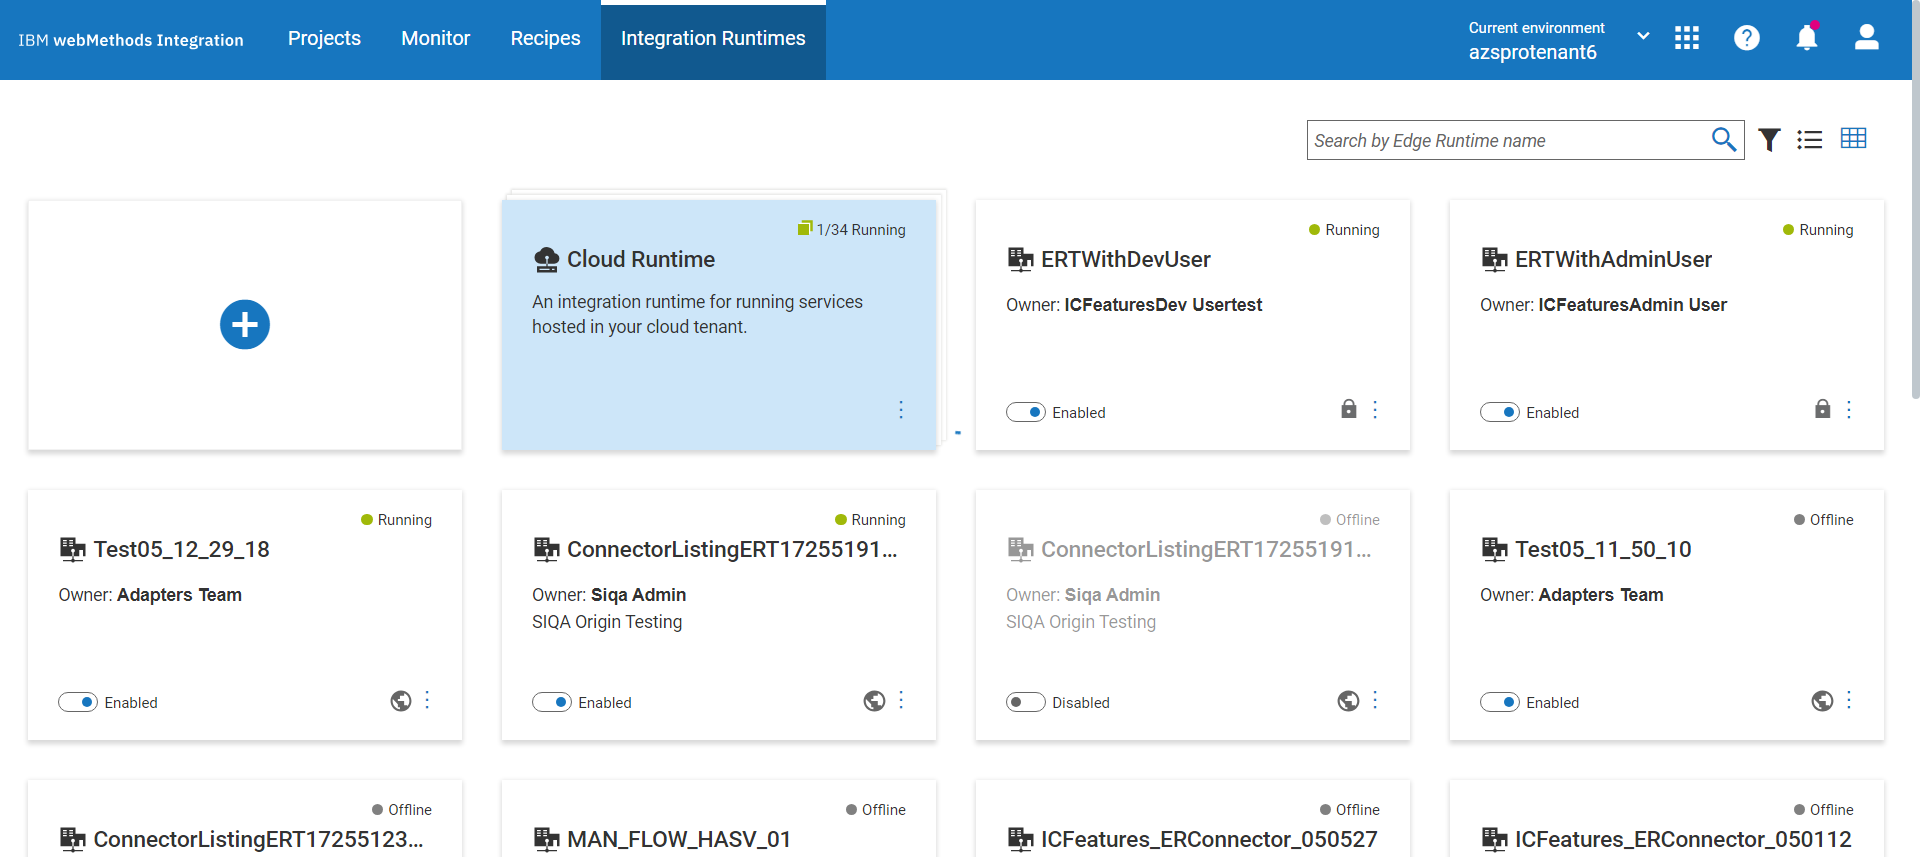 IBM webMethods Integration
Projects
Monitor
Recipes
Integration Runtimes
Current environment
azsprotenant6
Search by Edge Runtime name
1/34 Running
Cloud Runtime
An integration runtime for running services
hosted in your cloud tenant.
Running
ERTWithDevUser
Owner: ICFeaturesDev Usertest
Enabled
Running
ERTWithAdminUser
Owner: ICFeaturesAdmin User
Enabled
Running
Test05_12_29_18
Owner: Adapters Team
Enabled
Running
ConnectorListingERT17255191...
Owner: Siqa Admin
SIQA Origin Testing
Enabled
Offline
ConnectorListingERT17255191...
Owner: Siqa Admin
SIQA Origin Testing
Disabled
Offline
Test05_11_50_10
Owner: Adapters Team
Enabled
Offline
ConnectorListingERT17255123...
Offline
MAN_FLOW_HASV_01
Offline
ICFeatures_ERConnector_050527
Offline
ICFeatures_ERConnector_050112